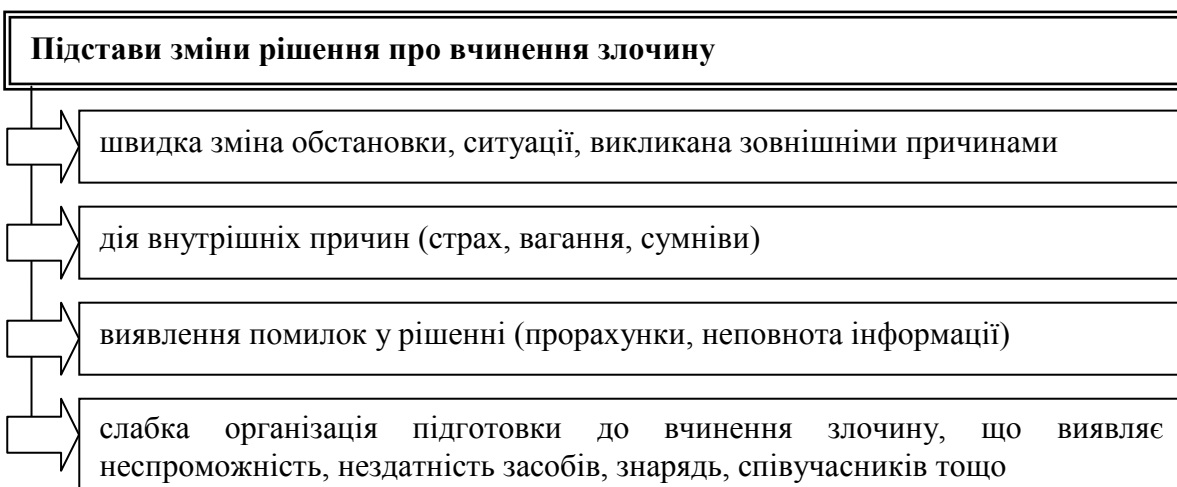 Підстави зміни рішення про вчинення злочину
швидка зміна обстановки, ситуації, викликана зовнішніми причинами
дія внутрішніх причин (страх, вагання, сумніви)
виявлення помилок у рішенні (прорахунки, неповнота інформації)
слабка організація підготовки до вчинення злочину, що виявляє
неспроможність, нездатність засобів, знарядь, співучасників тощо